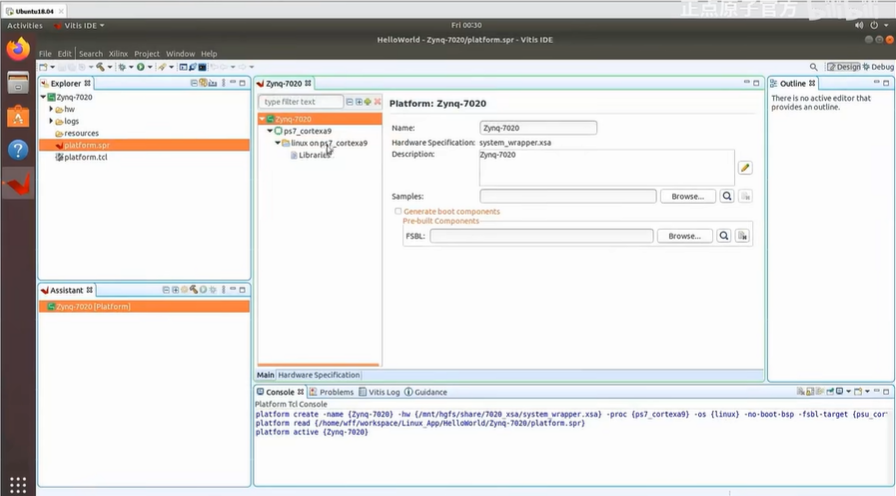 Ubuntu18.04
正点原子官方
Activities
Vitis IDE
Fri 00:30
HelloWorld - Zynq-7020/platform.spr - Vitis IDE
File Edit Search Xilinx Project Window Help
Design
Debug
Explorer
Zynq-7020
hw
logs
resources
platform.spr
platform.tcl
Assistant
Zynq-7020 [Platform]
Zynq-7020
type filter text
Zynq-7020
ps7_cortexa9
linux on ps7_cortexa9
Libraries
Platform: Zynq-7020
Name: Zynq-7020
Hardware Specification: system_wrapper.xsa
Description: Zynq-7020
Samples: Browse...
Generate boot components
Pre-built Components
FSBL: Browse...
Main Hardware Specification
Outline
There is no active editor that
provides an outline.
Console Problems Vitis Log Guidance
Platform Tcl Console
platform create -name {Zynq-7020} -hw {/mnt/hgfs/share/7020_xsa/system_wrapper.xsa} -proc {ps7_cortexa9} -os {linux} -no-boot-bsp -fsbl-target {psu_cor
platform read {/home/wff/workspace/Linux_App/HelloWorld/Zynq-7020/platform.spr}
platform active {Zynq-7020}